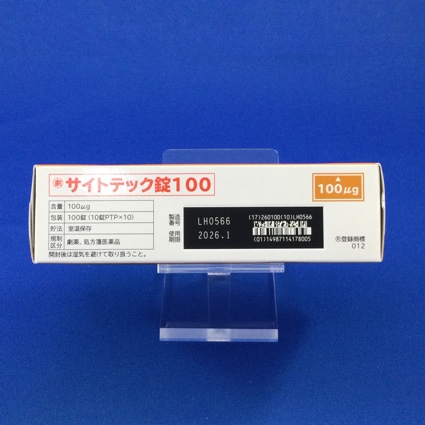 劇 サイトテック錠100
100μg
含量 100μg
包装 100錠(10錠PTP×10)
貯法 室温保存
規制区分 劇薬、処方箋医薬品
開封後は湿気を避けて取り扱うこと。
製造番号 LH0566
使用期限 2026.1
(17)260100(10)LH0566
(01)14987114178005
®登録商標
012